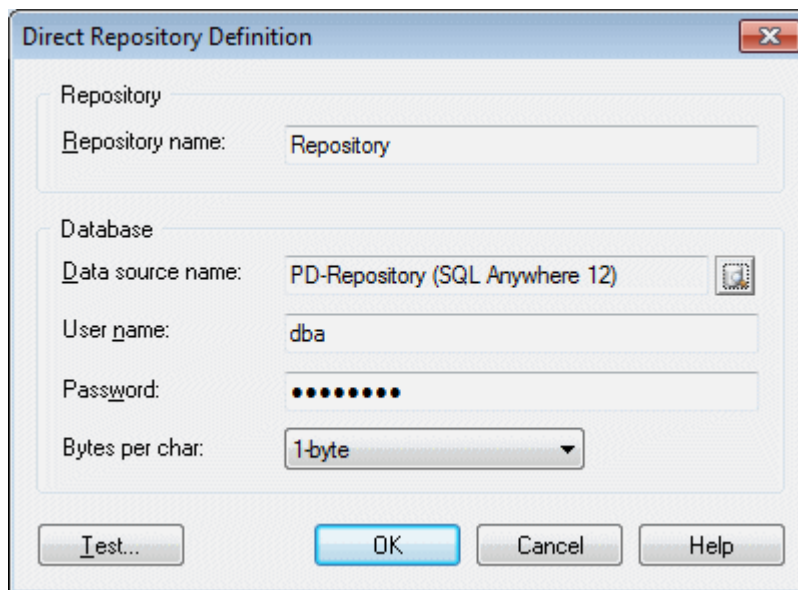 Direct Repository Definition
Repository
Repository name: Repository
Database
Data source name: PD-Repository (SQL Anywhere 12)
User name: dba
Password: ••••••••
Bytes per char: 1-byte
Test... OK Cancel Help